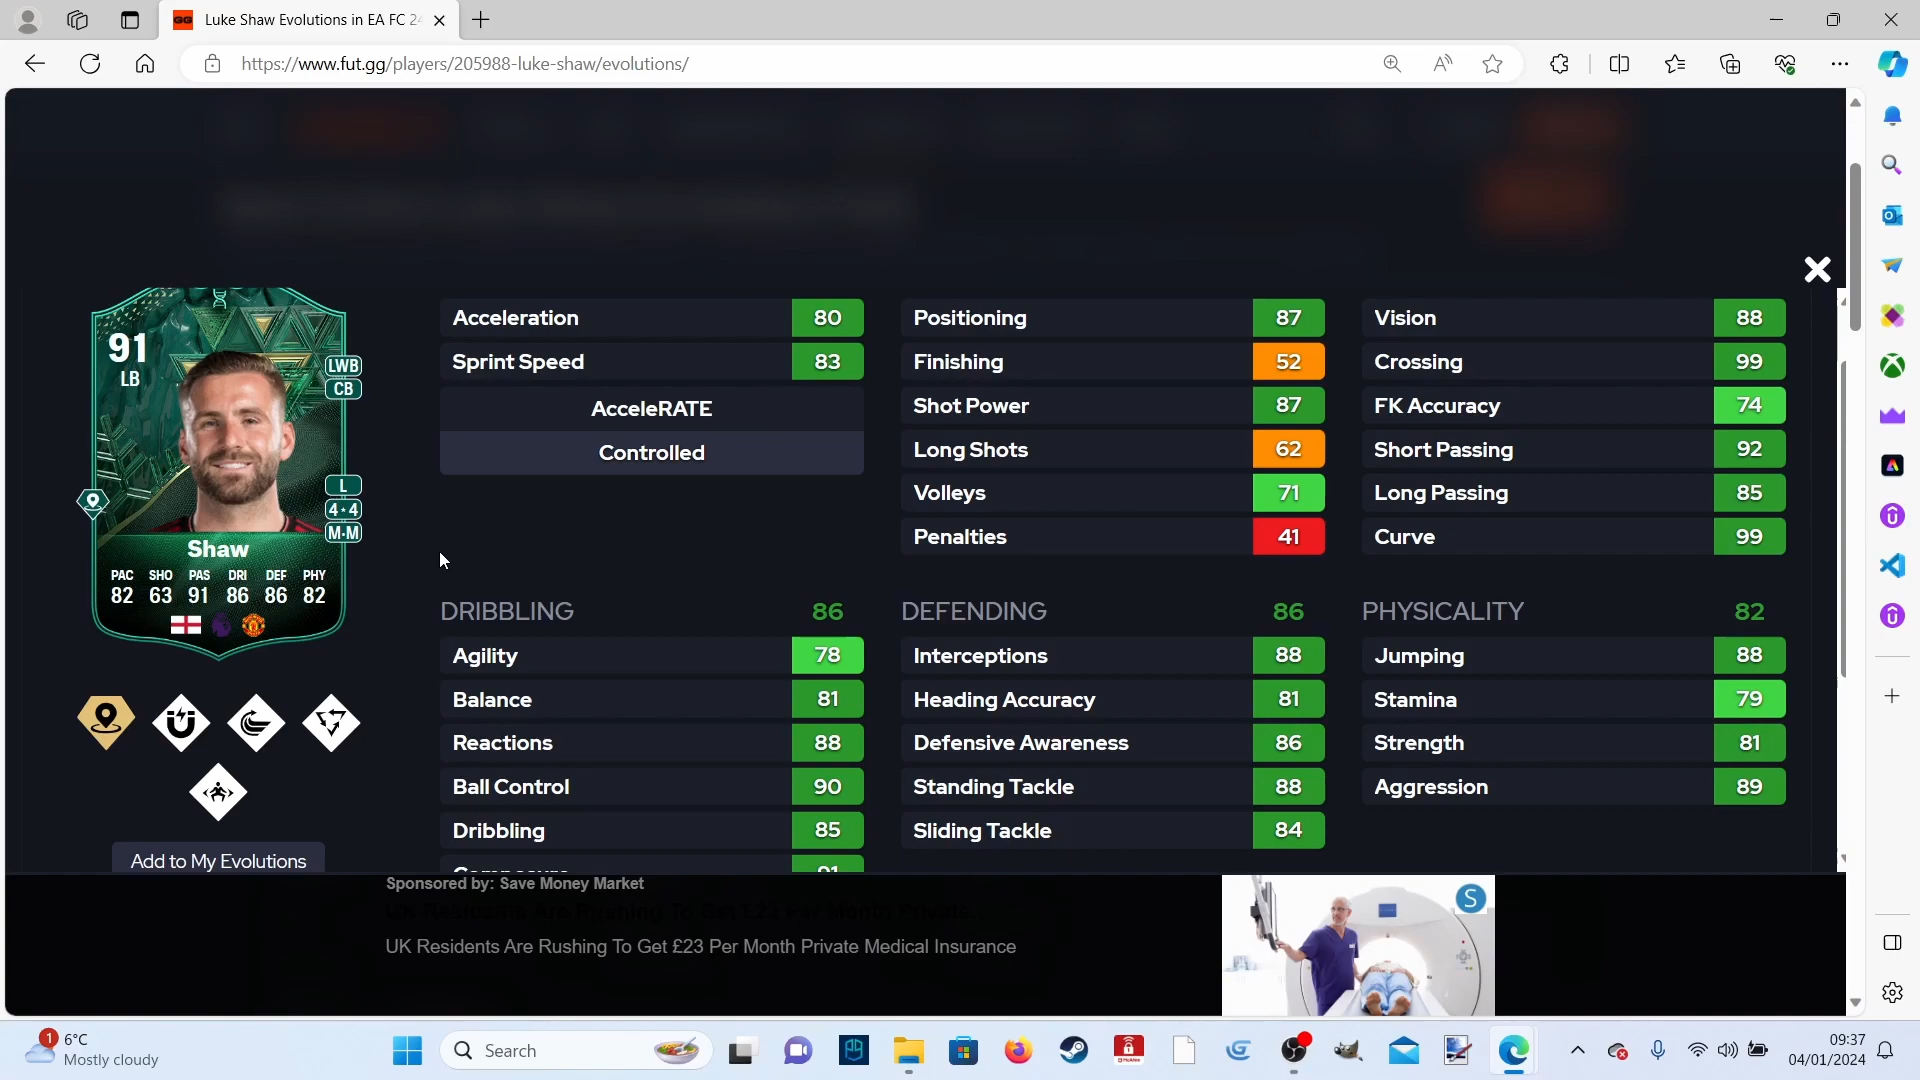 Luke Shaw Evolutions in EA FC 24
https://www.fut.gg/players/205988-luke-shaw/evolutions/
91
LB
LWB
CB
L
4⋆4
M·M
Shaw
PAC SHO PAS DRI DEF PHY
82 63 91 86 86 82
Add to My Evolutions
Acceleration 80
Sprint Speed 83
AcceleRATE
Controlled
Positioning 87
Finishing 52
Shot Power 87
Long Shots 62
Volleys 71
Penalties 41
Vision 88
Crossing 99
FK Accuracy 74
Short Passing 92
Long Passing 85
Curve 99
DRIBBLING 86
Agility 78
Balance 81
Reactions 88
Ball Control 90
Dribbling 85
DEFENDING 86
Interceptions 88
Heading Accuracy 81
Defensive Awareness 86
Standing Tackle 88
Sliding Tackle 84
PHYSICALITY 82
Jumping 88
Stamina 79
Strength 81
Aggression 89
Sponsored by: Save Money Market
UK Residents Are Rushing To Get £23 Per Month Private Medical Insurance
S
1
6°C
Mostly cloudy
Search
09:37
04/01/2024